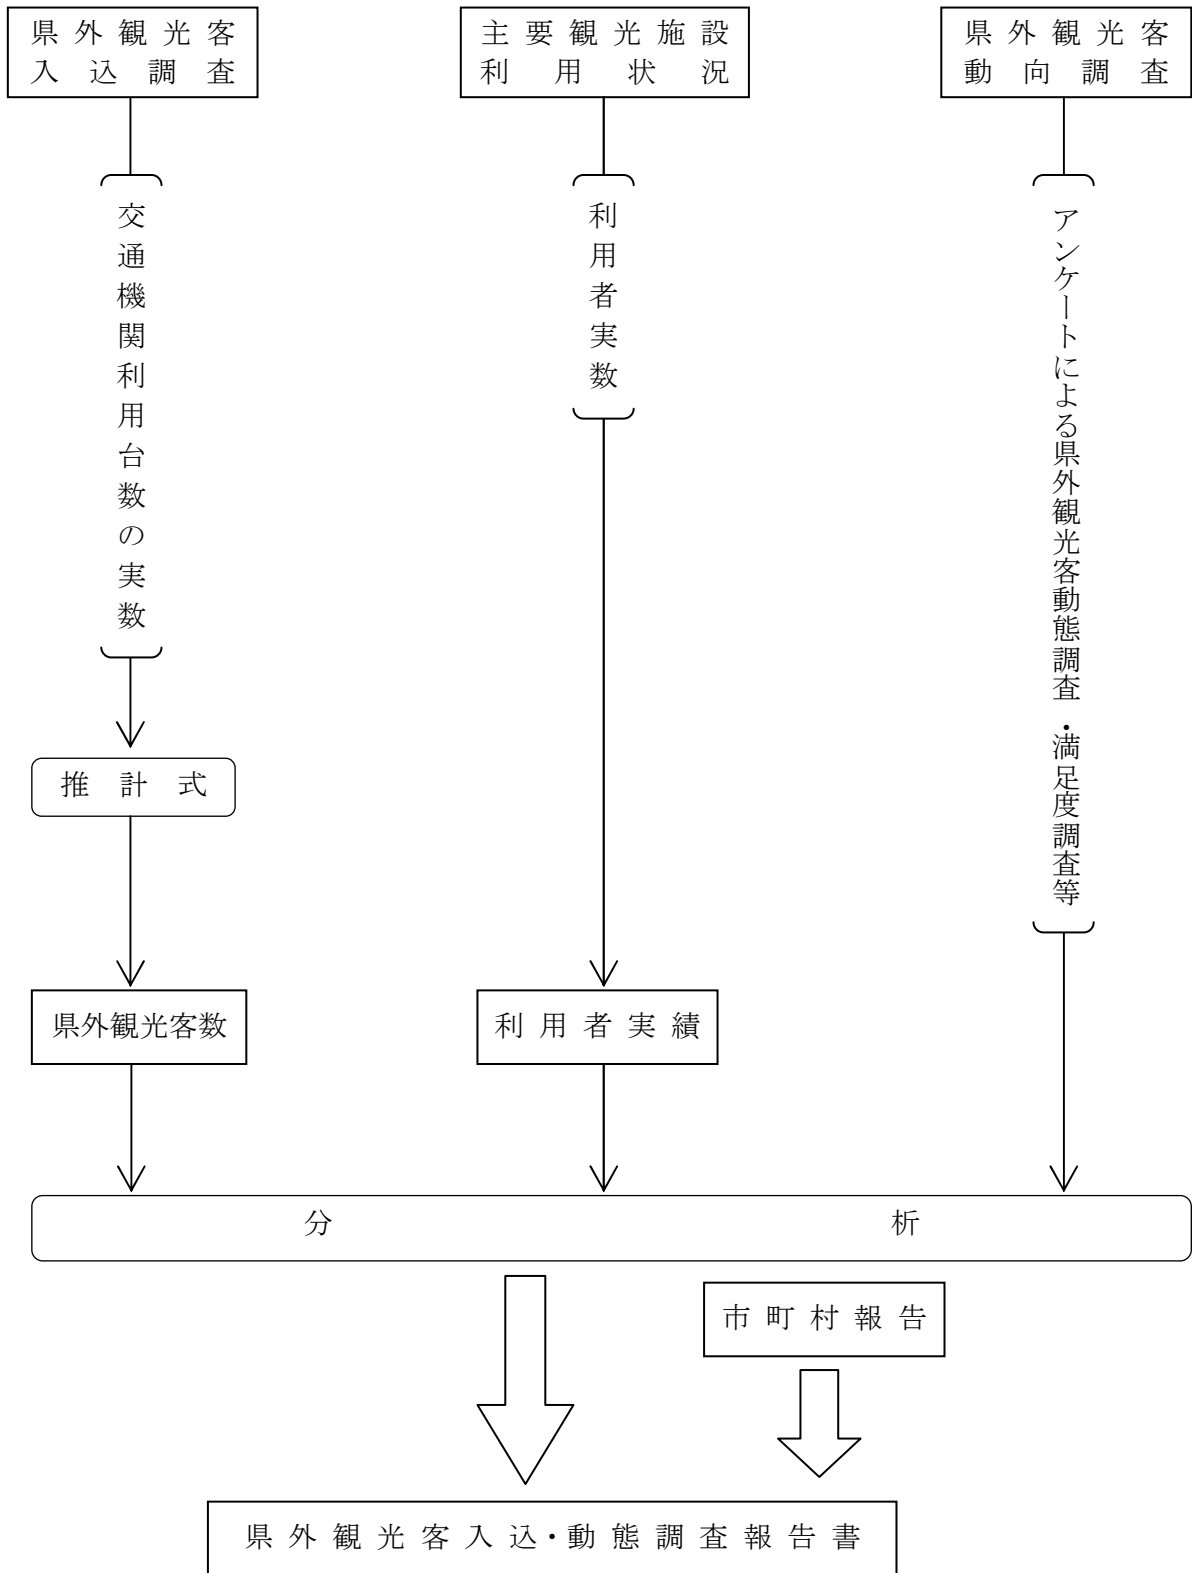 県外観光客
入込調査
主要観光施設
利用状況
県外観光客
動向調査
交通機関利用台数の実数
利用者実数
アンケートによる県外観光客動態調査・満足度調査等
推計式
県外観光客数
利用者実績
分析
市町村報告
県外観光客入込・動態調査報告書